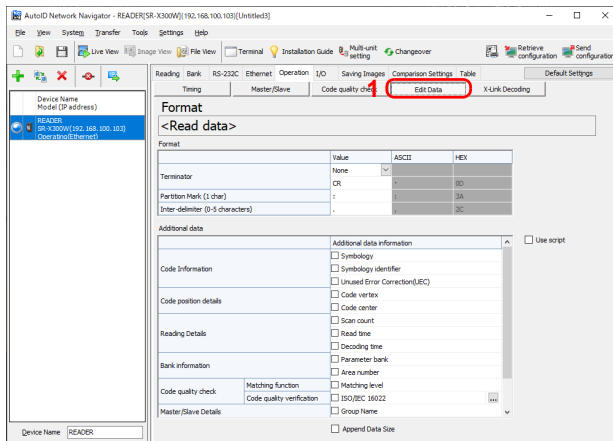 AutoID Network Navigator - READER[SR-X300W)(192.168.100.103)[Untitled3]
File View System Transfer Tools Settings Help
Live View Image View File View Terminal Installation Guide Multi-unit setting Changeover Retrieve configuration Send configuration
Reading Bank RS-232C Ethernet Operation I/O Saving Images Comparison Settings Table Default Settings
Timing Master/Slave Code quality check 1 Edit Data X-Link Decoding
Device Name
Model (IP address)
READER
SR-X300W(192.168.100.103)
Operating(Ethernet)
Format
<Read data>
Format
Value ASCII HEX
Terminator
None
CR 0D
Partition Mark (1 char) : : 3A
Inter-delimiter (0-5 characters) , , 2C
Additional data
Additional data information
Use script
Code Information
Symbology
Symbology identifier
Unused Error Correction(UEC)
Code position details
Code vertex
Code center
Reading Details
Scan count
Read time
Decoding time
Bank information
Parameter bank
Area number
Code quality check
Matching function Matching level
Code quality verification ISO/IEC 16022 ...
Master/Slave Details Group Name
Append Data Size
Device Name READER